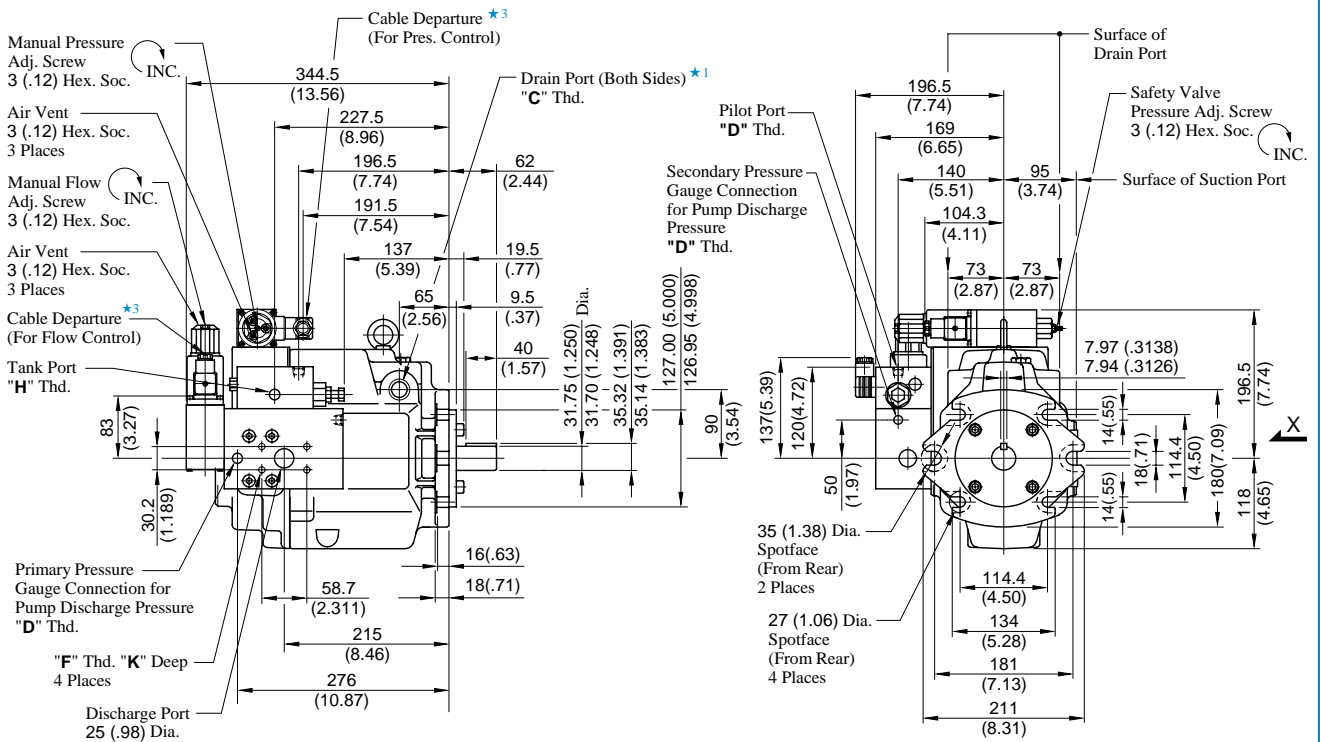 Cable Departure ★3
(For Pres. Control)
Manual Pressure
Adj. Screw
3 (.12) Hex. Soc.
INC.
Air Vent
3 (.12) Hex. Soc.
3 Places
Manual Flow
Adj. Screw
3 (.12) Hex. Soc.
INC.
Air Vent
3 (.12) Hex. Soc.
3 Places
Cable Departure ★3
(For Flow Control)
Tank Port
"H" Thd.
Drain Port (Both Sides) ★1
"C" Thd.
344.5
(13.56)
227.5
(8.96)
196.5
(7.74)
62
(2.44)
191.5
(7.54)
137
(5.39)
19.5
(.77)
65
(2.56)
9.5
(.37)
40
(1.57)
31.75 (1.250) Dia.
31.70 (1.248)
35.32 (1.391)
35.14 (1.383)
127.00 (5.000)
126.95 (4.998)
90
(3.54)
83
(3.27)
30.2
(1.189)
16(.63)
18(.71)
58.7
(2.311)
215
(8.46)
276
(10.87)
Primary Pressure
Gauge Connection for
Pump Discharge Pressure
"D" Thd.
"F" Thd. "K" Deep
4 Places
Discharge Port
25 (.98) Dia.
Surface of
Drain Port
Safety Valve
Pressure Adj. Screw
3 (.12) Hex. Soc.
INC.
Surface of Suction Port
Pilot Port
"D" Thd.
Secondary Pressure
Gauge Connection
for Pump Discharge
Pressure
"D" Thd.
196.5
(7.74)
169
(6.65)
140
(5.51)
95
(3.74)
104.3
(4.11)
73
(2.87)
73
(2.87)
7.97 (.3138)
7.94 (.3126)
137(5.39)
120(4.72)
50
(1.97)
14(.55)
14(.55)
18(.71)
114.4
(4.50)
180(7.09)
196.5
(7.74)
118
(4.65)
X
35 (1.38) Dia.
Spotface
(From Rear)
2 Places
27 (1.06) Dia.
Spotface
(From Rear)
4 Places
114.4
(4.50)
134
(5.28)
181
(7.13)
211
(8.31)